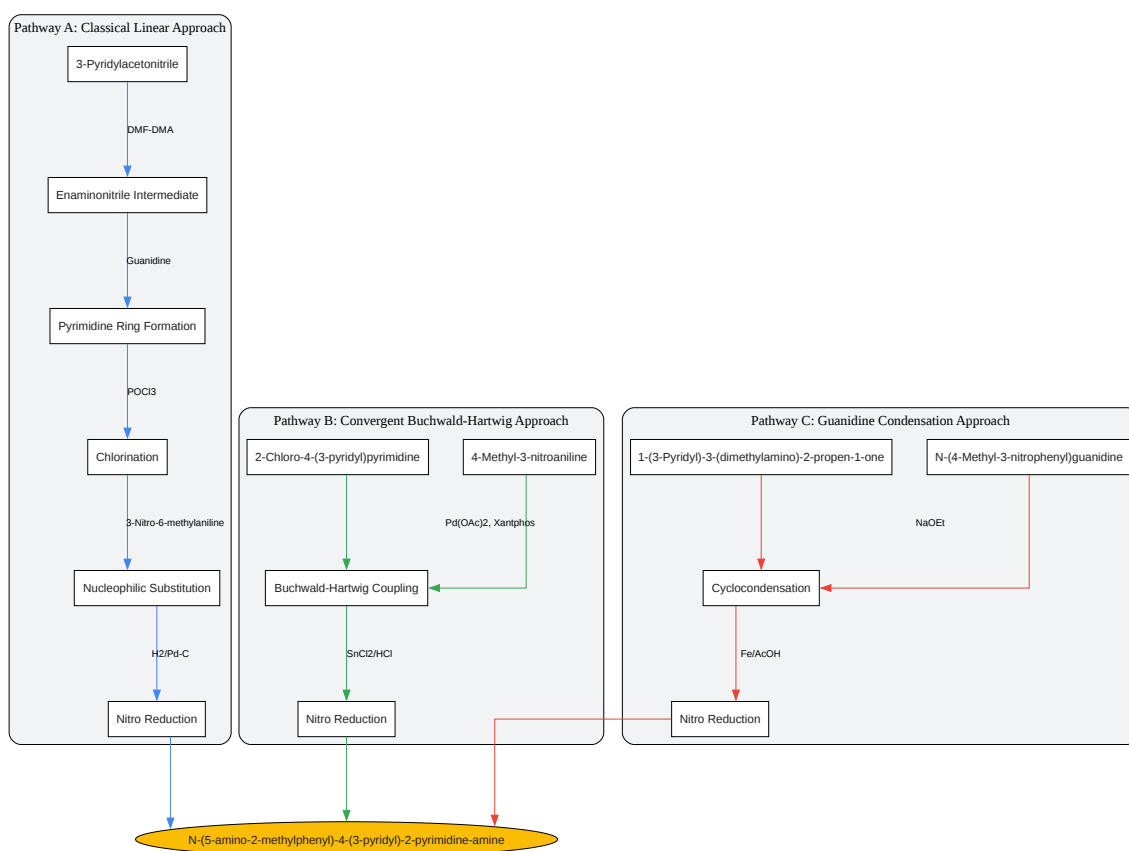 Pathway A: Classical Linear Approach
3-Pyridylacetonitrile
DMF-DMA
Enaminonitrile Intermediate
Guanidine
Pyrimidine Ring Formation
POCl3
Chlorination
3-Nitro-6-methylaniline
Nucleophilic Substitution
H2/Pd-C
Nitro Reduction
Pathway B: Convergent Buchwald-Hartwig Approach
2-Chloro-4-(3-pyridyl)pyrimidine
4-Methyl-3-nitroaniline
Pd(OAc)2, Xantphos
Buchwald-Hartwig Coupling
SnCl2/HCl
Nitro Reduction
Pathway C: Guanidine Condensation Approach
1-(3-Pyridyl)-3-(dimethylamino)-2-propen-1-one
N-(4-Methyl-3-nitrophenyl)guanidine
NaOEt
Cyclocondensation
Fe/AcOH
Nitro Reduction
N-(5-amino-2-methylphenyl)-4-(3-pyridyl)-2-pyrimidine-amine